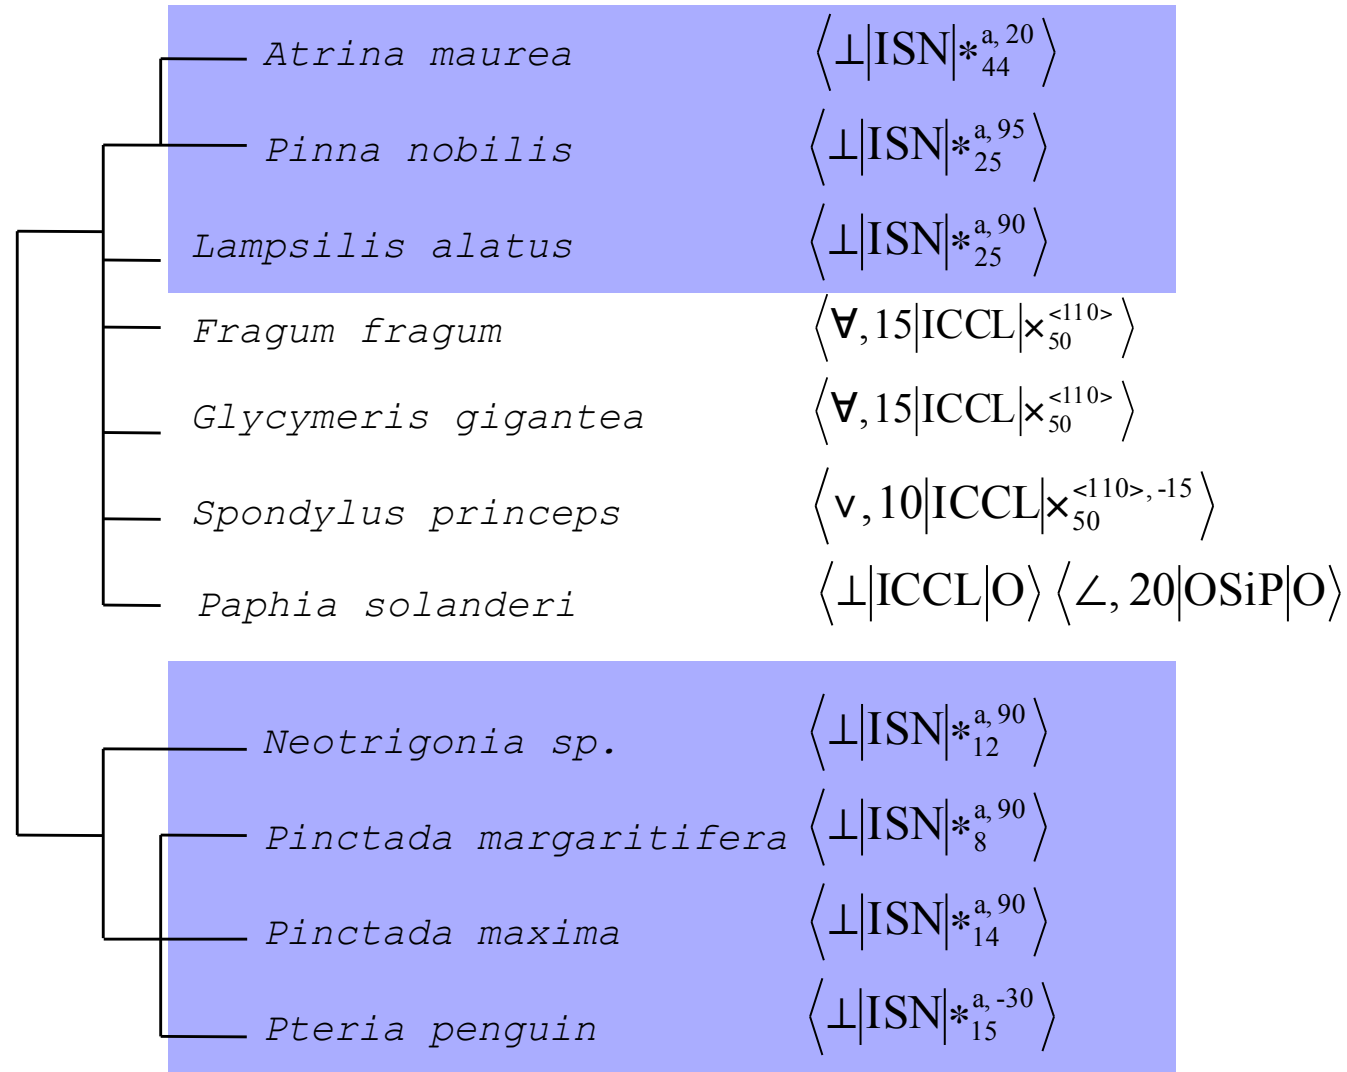 Atrina maurea ⟨⊥|ISN|*₄₄^{a, 20}⟩
Pinna nobilis ⟨⊥|ISN|*₂₅^{a, 95}⟩
Lampsilis alatus ⟨⊥|ISN|*₂₅^{a, 90}⟩
Fragum fragum ⟨∀, 15|ICCL|×₅₀^{<110>}⟩
Glycymeris gigantea ⟨∀, 15|ICCL|×₅₀^{<110>}⟩
Spondylus princeps ⟨∨, 10|ICCL|×₅₀^{<110>, -15}⟩
Paphia solanderi ⟨⊥|ICCL|O⟩ ⟨∠, 20|OSiP|O⟩
Neotrigonia sp. ⟨⊥|ISN|*₁₂^{a, 90}⟩
Pinctada margaritifera ⟨⊥|ISN|*₈^{a, 90}⟩
Pinctada maxima ⟨⊥|ISN|*₁₄^{a, 90}⟩
Pteria penguin ⟨⊥|ISN|*₁₅^{a, -30}⟩